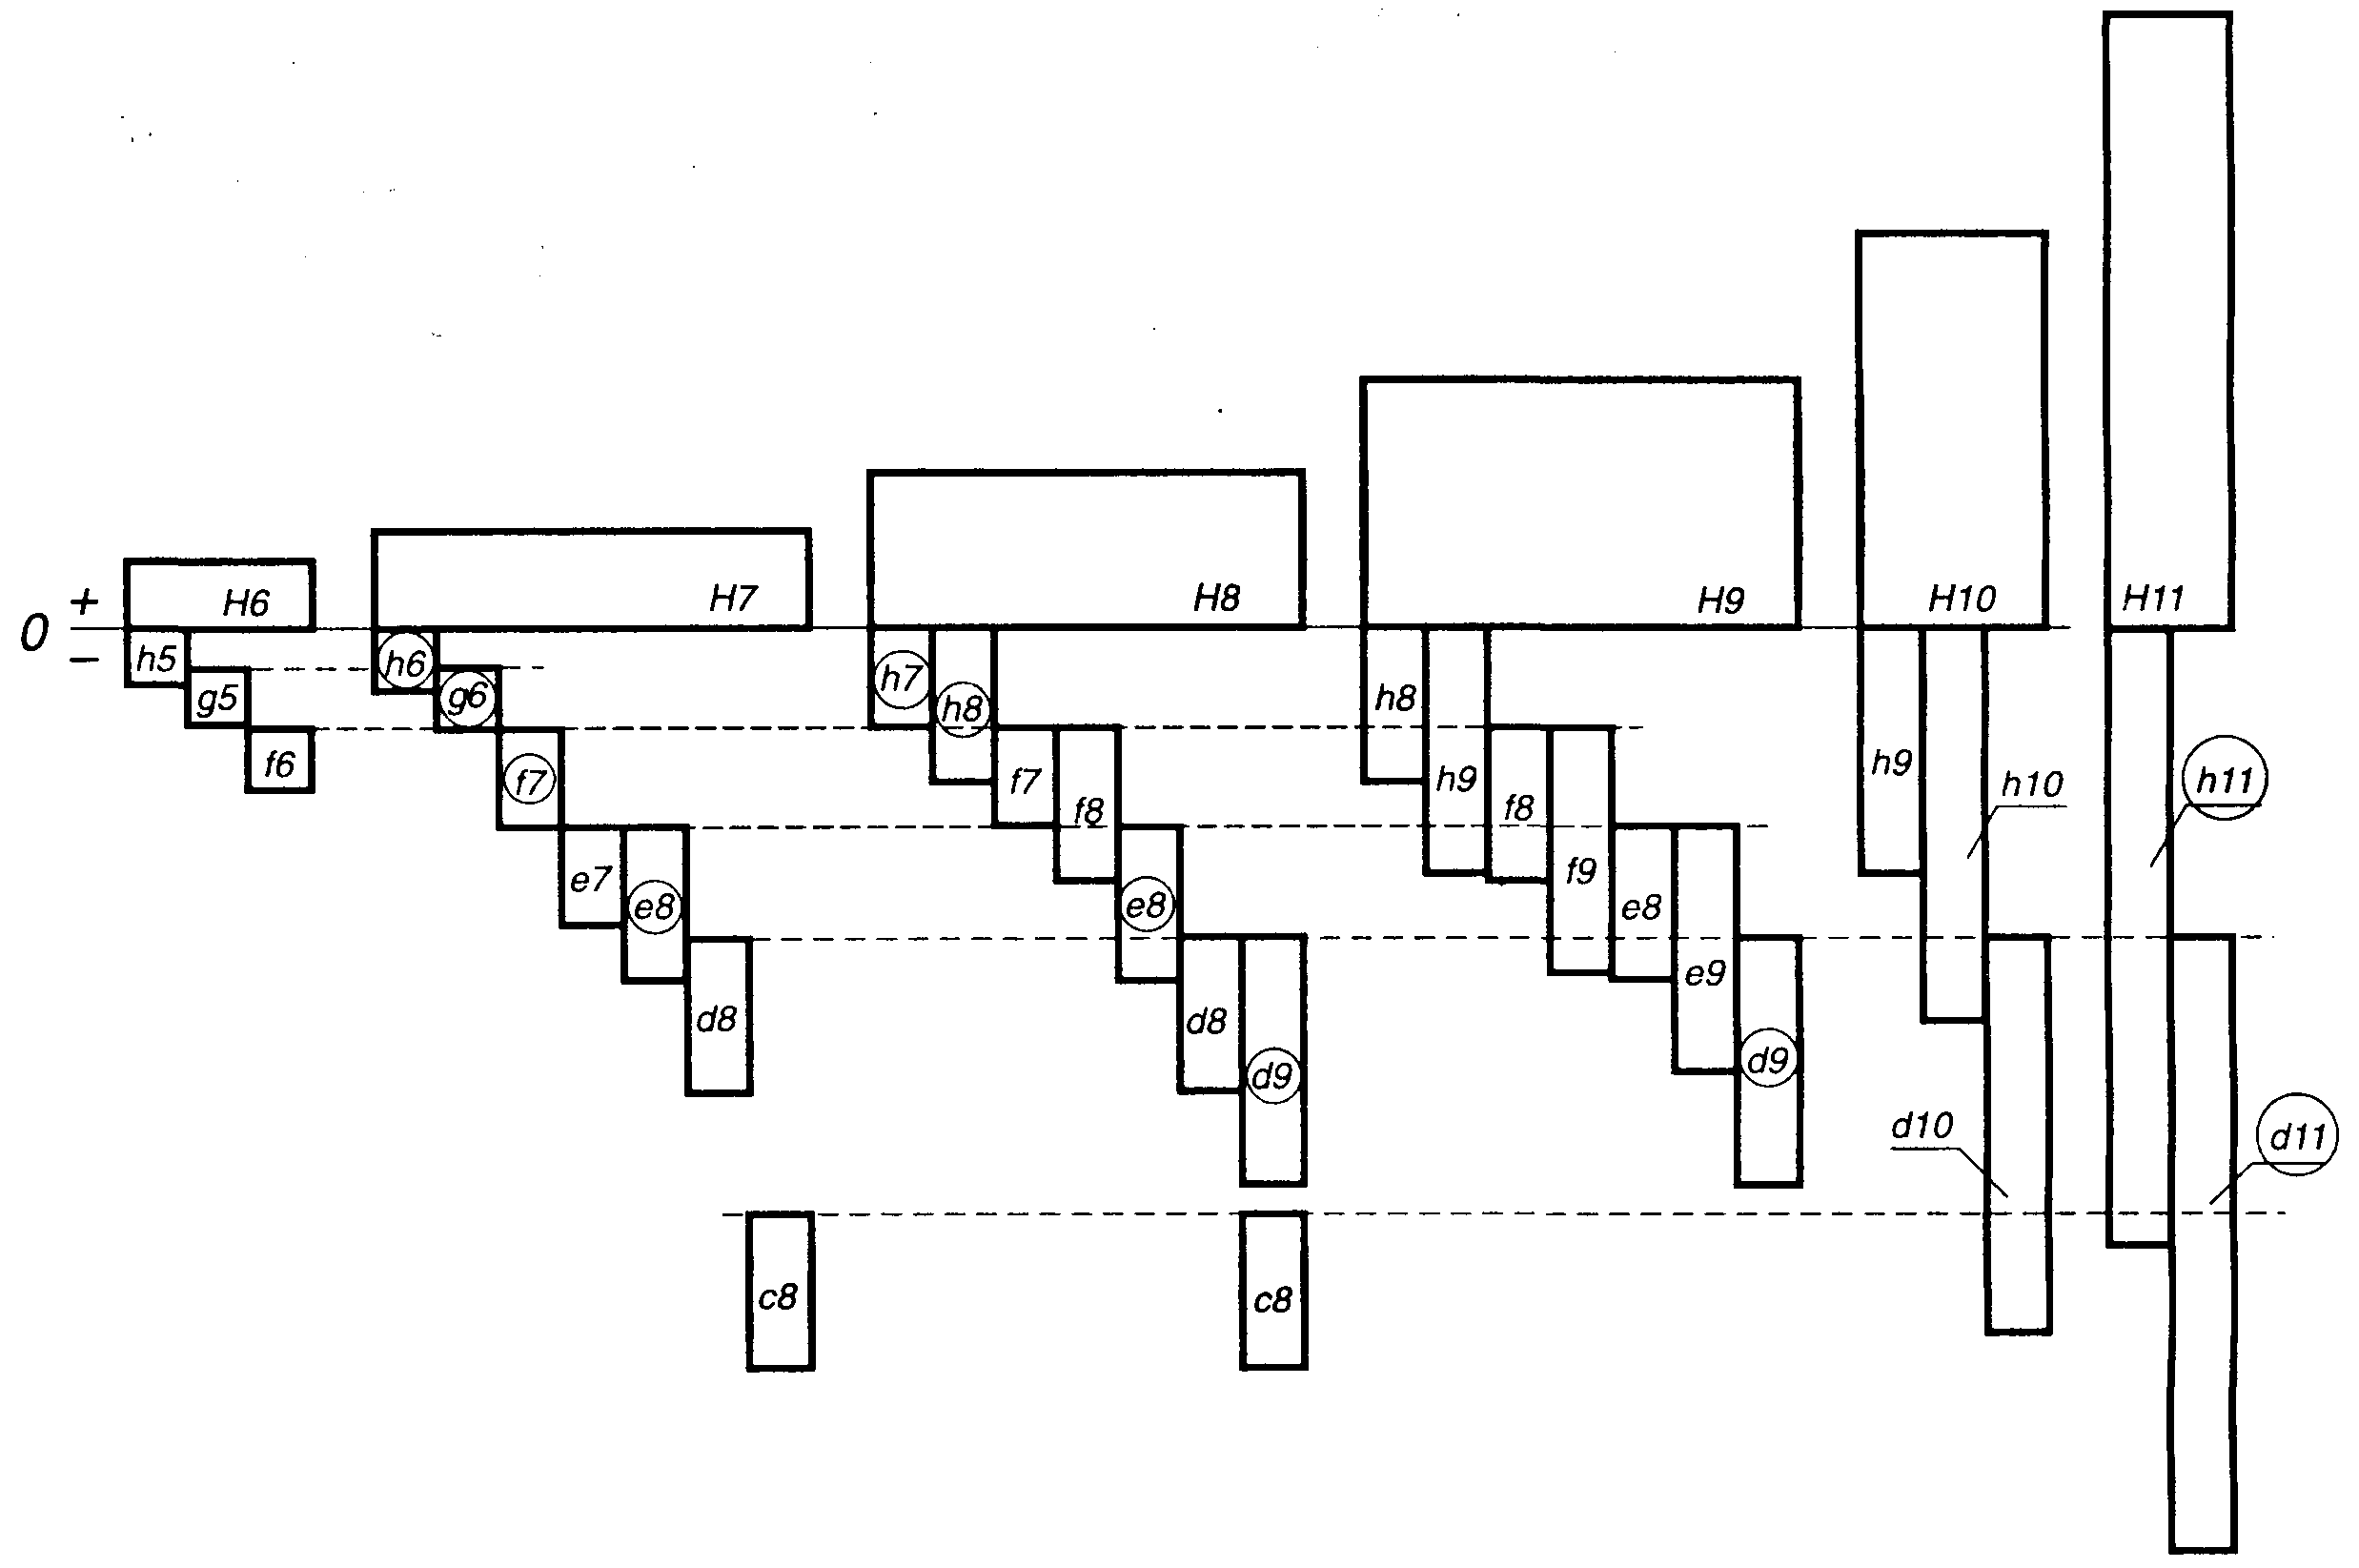 H6 H7 H8 H9 H10 H11
+
0
−
h5 g5 f6
h6 g6 f7 e7 e8 d8 c8
h7 h8 f7 f8 e8 d8 d9 c8
h8 h9 f8 f9 e8 e9 d9
h9 h10 d10
h11 d11